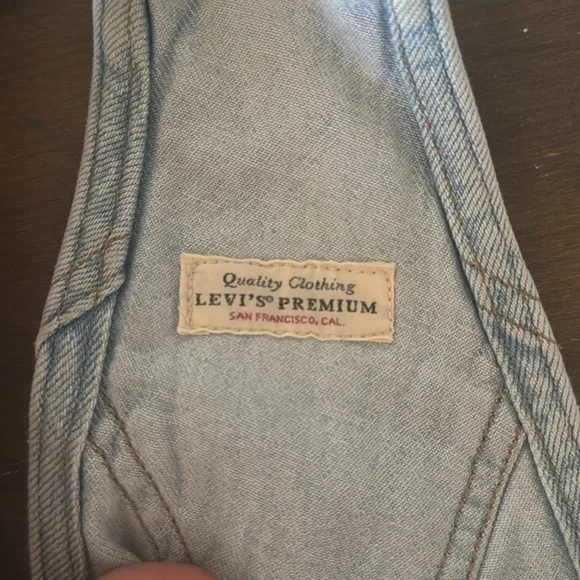 Quality Clothing
LEVI'S® PREMIUM
SAN FRANCISCO, CAL.